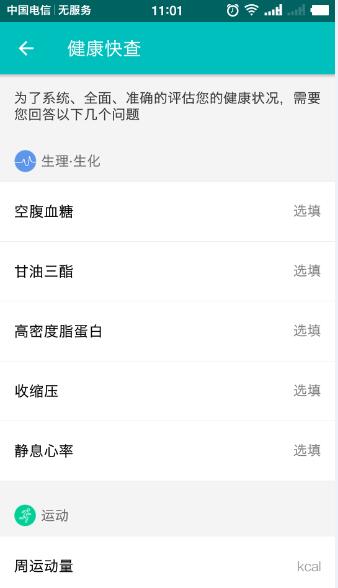 中国电信 | 无服务 11:01
健康快查
为了系统、全面、准确的评估您的健康状况，需要
您回答以下几个问题
生理·生化
空腹血糖 选填
甘油三酯 选填
高密度脂蛋白 选填
收缩压 选填
静息心率 选填
运动
周运动量 kcal